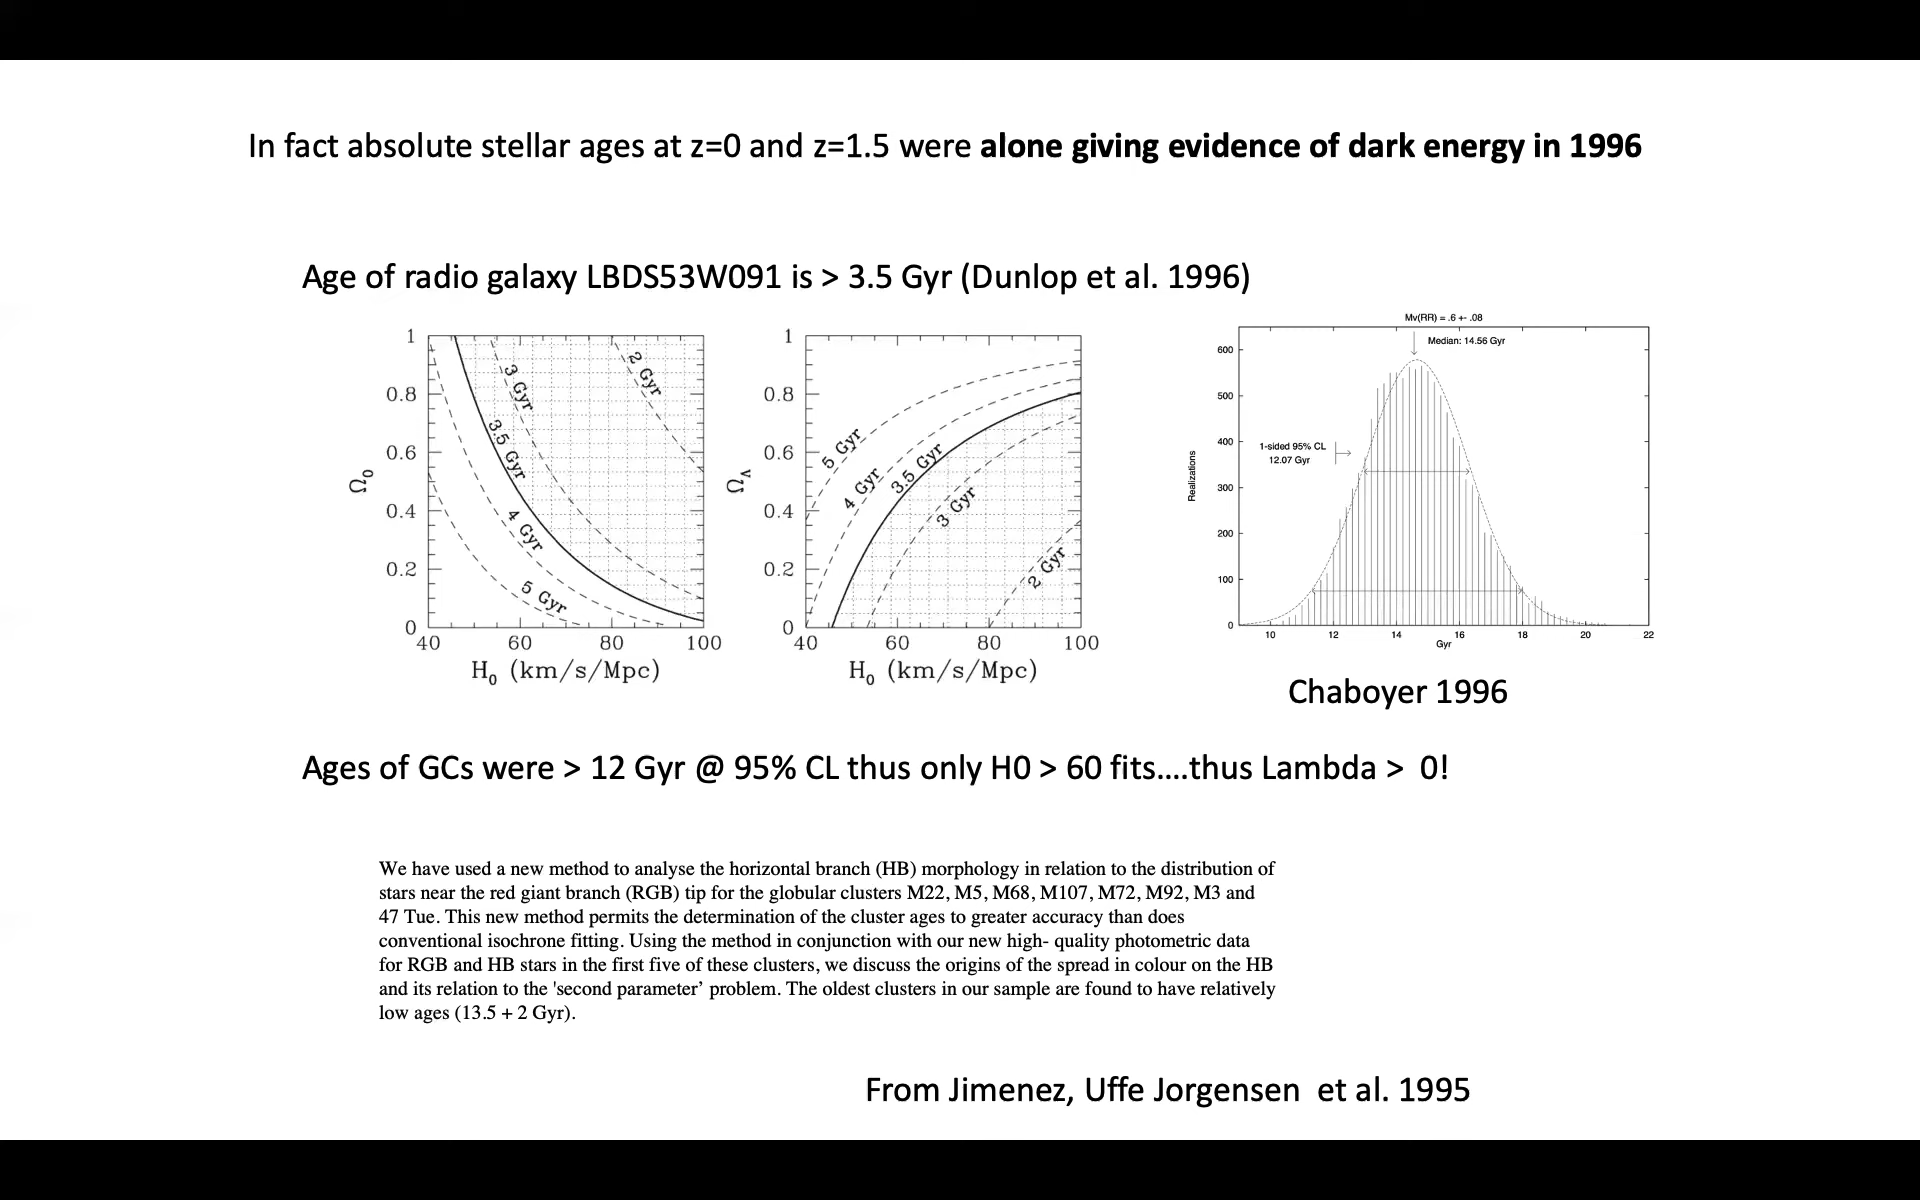 In fact absolute stellar ages at z=0 and z=1.5 were alone giving evidence of dark energy in 1996
Age of radio galaxy LBDS53W091 is > 3.5 Gyr (Dunlop et al. 1996)
1
0.8
0.6
0.4
0.2
0
Ω₀
2 Gyr
3 Gyr
3.5 Gyr
4 Gyr
5 Gyr
40 60 80 100
H₀ (km/s/Mpc)
1
0.8
0.6
0.4
0.2
0
Ω_Λ
5 Gyr
4 Gyr
3.5 Gyr
3 Gyr
2 Gyr
40 60 80 100
H₀ (km/s/Mpc)
Mv(RR) = .6 +- .08
Median: 14.56 Gyr
600
500
400
300
200
100
0
Realizations
1-sided 95% CL
12.07 Gyr
10 12 14 16 18 20 22
Gyr
Chaboyer 1996
Ages of GCs were > 12 Gyr @ 95% CL thus only H0 > 60 fits....thus Lambda > 0!
We have used a new method to analyse the horizontal branch (HB) morphology in relation to the distribution of
stars near the red giant branch (RGB) tip for the globular clusters M22, M5, M68, M107, M72, M92, M3 and
47 Tue. This new method permits the determination of the cluster ages to greater accuracy than does
conventional isochrone fitting. Using the method in conjunction with our new high- quality photometric data
for RGB and HB stars in the first five of these clusters, we discuss the origins of the spread in colour on the HB
and its relation to the 'second parameter’ problem. The oldest clusters in our sample are found to have relatively
low ages (13.5 + 2 Gyr).
From Jimenez, Uffe Jorgensen et al. 1995